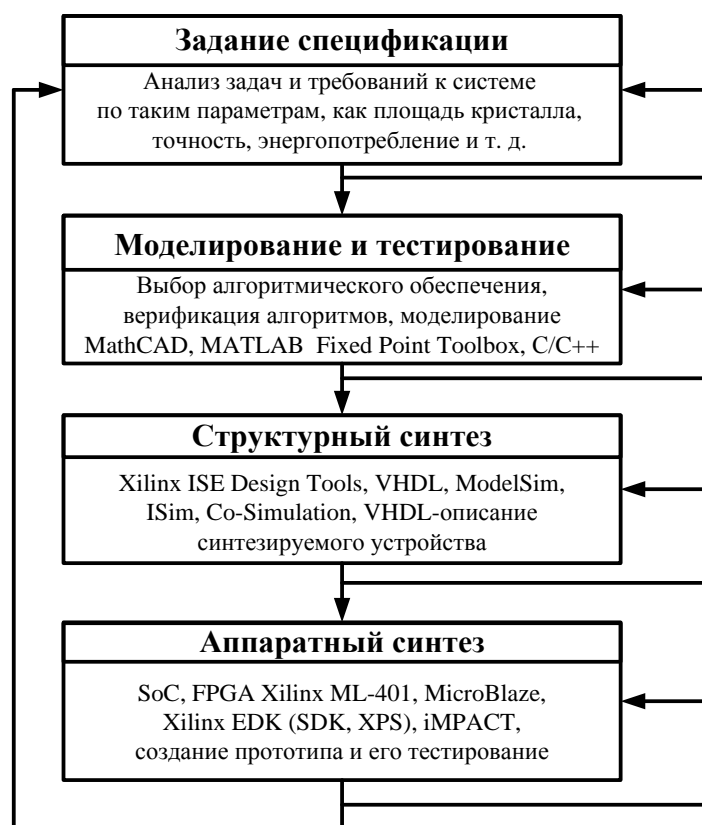 Задание спецификации
Анализ задач и требований к системе
по таким параметрам, как площадь кристалла,
точность, энергопотребление и т. д.
Моделирование и тестирование
Выбор алгоритмического обеспечения,
верификация алгоритмов, моделирование
MathCAD, MATLAB Fixed Point Toolbox, C/C++
Структурный синтез
Xilinx ISE Design Tools, VHDL, ModelSim,
ISim, Co-Simulation, VHDL-описание
синтезируемого устройства
Аппаратный синтез
SoC, FPGA Xilinx ML-401, MicroBlaze,
Xilinx EDK (SDK, XPS), iMPACT,
создание прототипа и его тестирование